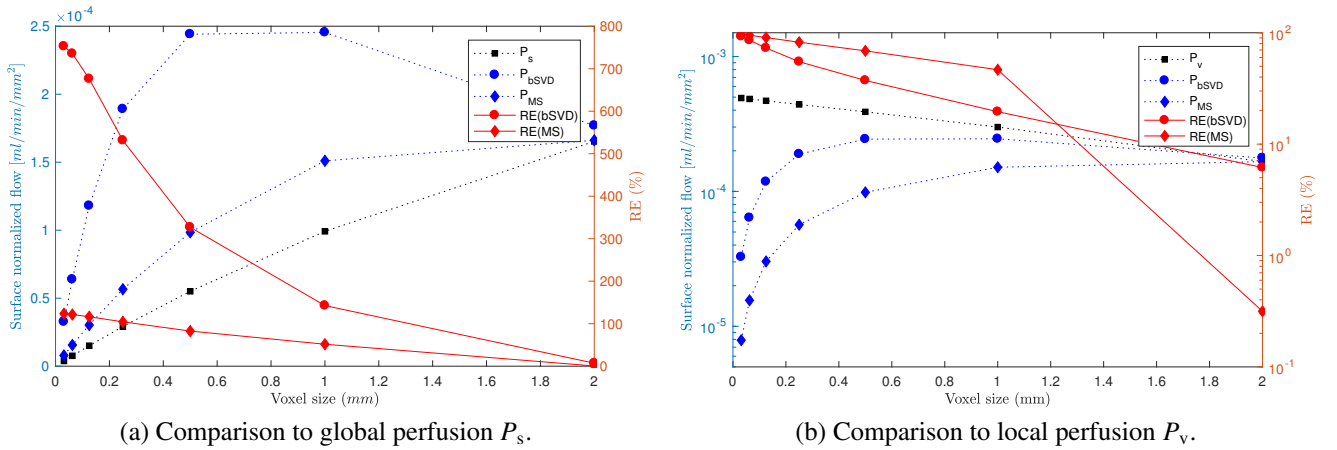 ×10⁻⁴
2.5
2
1.5
1
0.5
0
Surface normalized flow [ml/min/mm²]
800
700
600
500
400
300
200
100
0
RE (%)
P_s
P_bSVD
P_MS
RE(bSVD)
RE(MS)
0 0.2 0.4 0.6 0.8 1 1.2 1.4 1.6 1.8 2
Voxel size (mm)
(a) Comparison to global perfusion P_s.
10⁻³
10⁻⁴
10⁻⁵
Surface normalized flow [ml/min/mm²]
10²
10¹
10⁰
10⁻¹
RE (%)
P_v
P_bSVD
P_MS
RE(bSVD)
RE(MS)
0 0.2 0.4 0.6 0.8 1 1.2 1.4 1.6 1.8 2
Voxel size (mm)
(b) Comparison to local perfusion P_v.